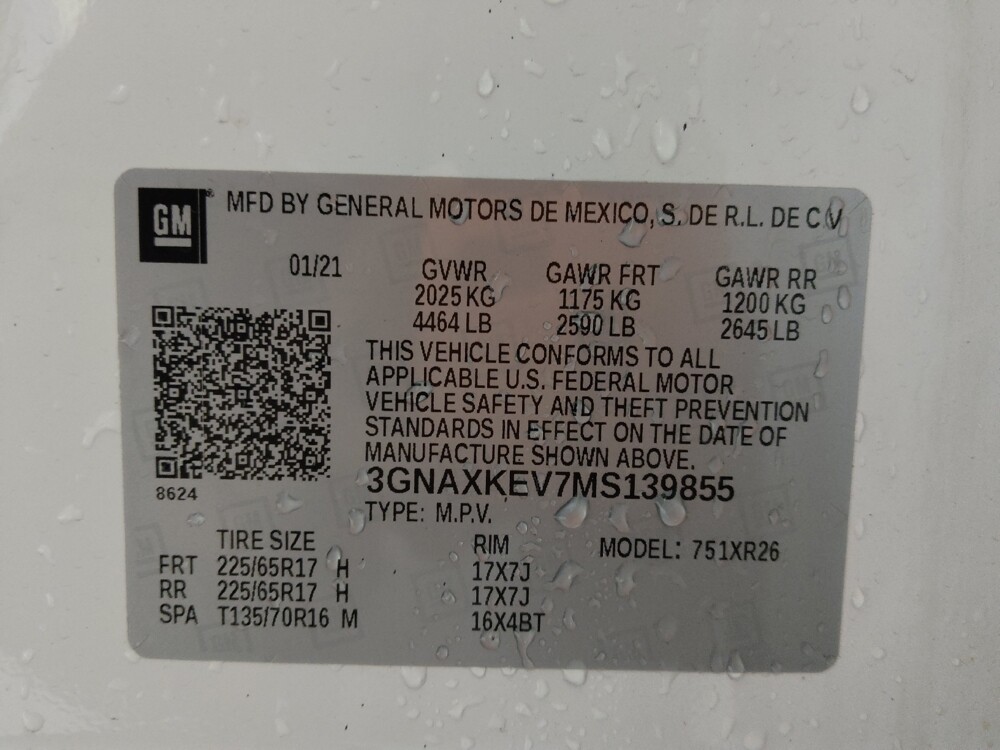 GM
MFD BY GENERAL MOTORS DE MEXICO, S. DE R.L. DE C V
01/21
GVWR GAWR FRT GAWR RR
2025 KG 1175 KG 1200 KG
4464 LB 2590 LB 2645 LB
THIS VEHICLE CONFORMS TO ALL
APPLICABLE U.S. FEDERAL MOTOR
VEHICLE SAFETY AND THEFT PREVENTION
STANDARDS IN EFFECT ON THE DATE OF
MANUFACTURE SHOWN ABOVE.
3GNAXKEV7MS139855
8624
TYPE: M.P.V.
TIRE SIZE RIM MODEL: 751XR26
FRT 225/65R17 H 17X7J
RR 225/65R17 H 17X7J
SPA T135/70R16 M 16X4BT